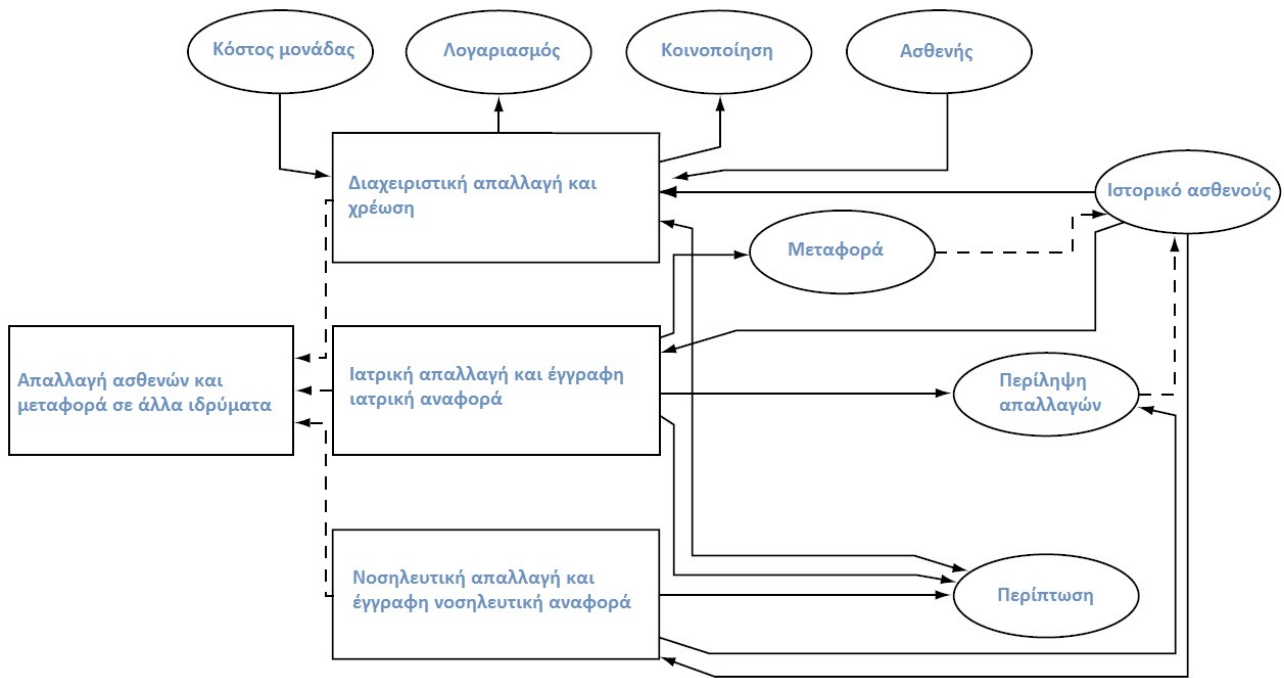 Κόστος μονάδας
Λογαριασμός
Κοινοποίηση
Ασθενής
Διαχειριστική απαλλαγή και
χρέωση
Ιστορικό ασθενούς
Μεταφορά
Απαλλαγή ασθενών και
μεταφορά σε άλλα ιδρύματα
Ιατρική απαλλαγή και έγγραφη
ιατρική αναφορά
Περίληψη
απαλλαγών
Νοσηλευτική απαλλαγή και
έγγραφη νοσηλευτική αναφορά
Περίπτωση